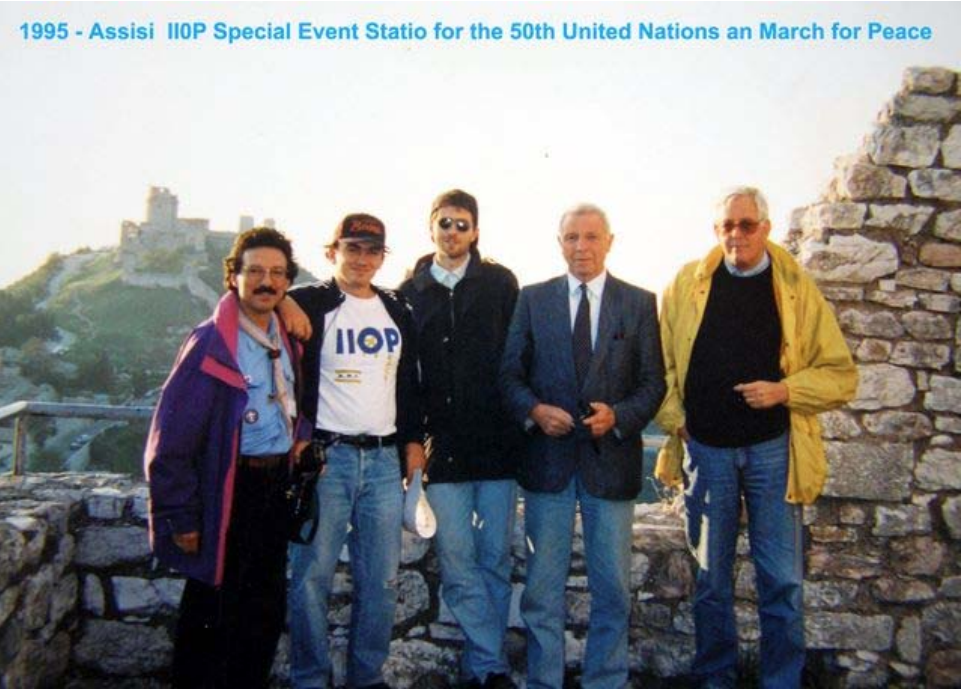 1995 - Assisi II0P Special Event Statio for the 50th United Nations an March for Peace
II0P